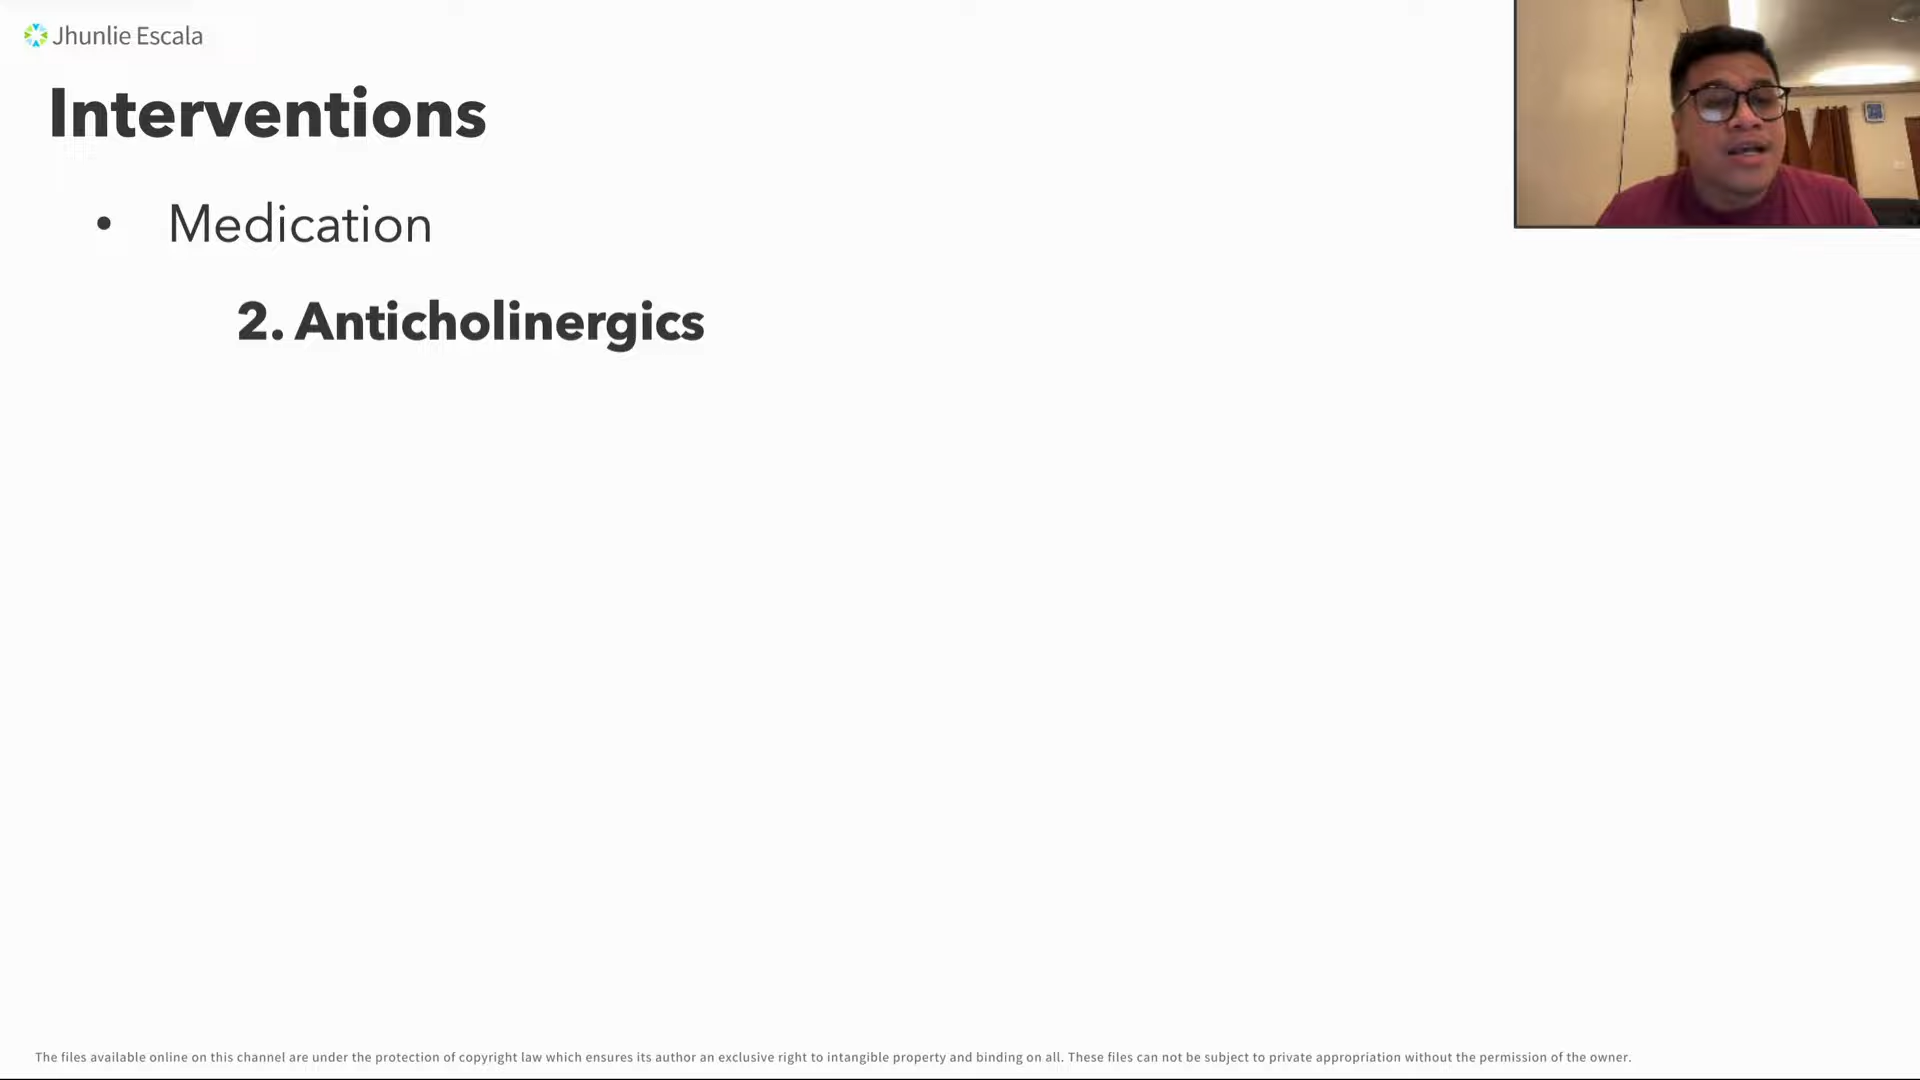 Jhunlie Escala
Interventions
• Medication
2. Anticholinergics
The files available online on this channel are under the protection of copyright law which ensures its author an exclusive right to intangible property and binding on all. These files can not be subject to private appropriation without the permission of the owner.